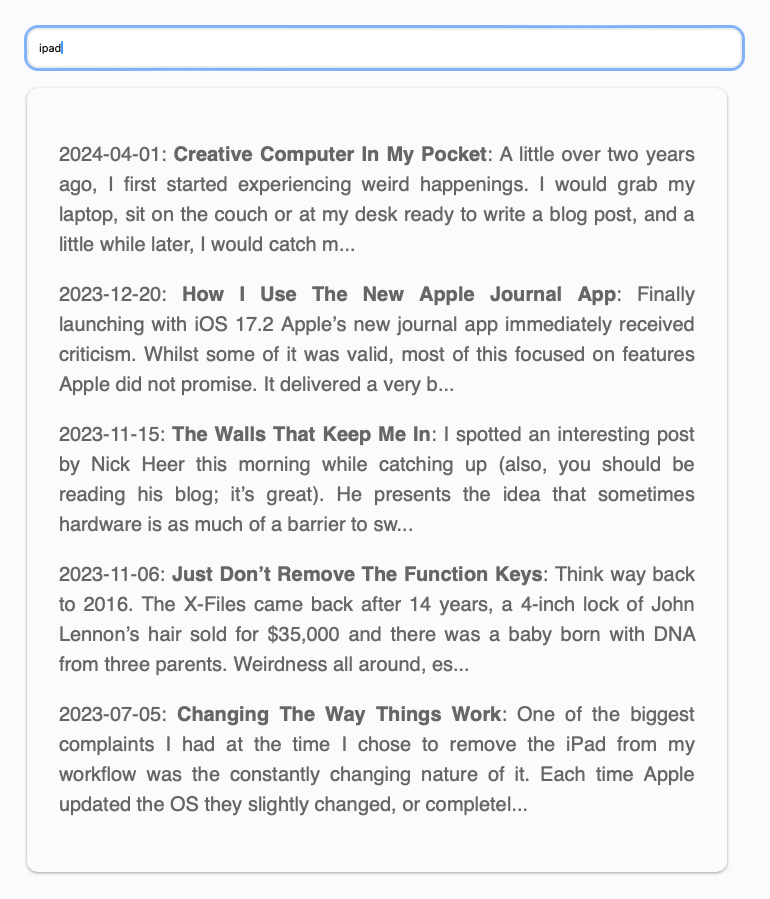 ipad
2024-04-01: Creative Computer In My Pocket: A little over two years
ago, I first started experiencing weird happenings. I would grab my
laptop, sit on the couch or at my desk ready to write a blog post, and a
little while later, I would catch m...
2023-12-20: How I Use The New Apple Journal App: Finally
launching with iOS 17.2 Apple’s new journal app immediately received
criticism. Whilst some of it was valid, most of this focused on features
Apple did not promise. It delivered a very b...
2023-11-15: The Walls That Keep Me In: I spotted an interesting post
by Nick Heer this morning while catching up (also, you should be
reading his blog; it’s great). He presents the idea that sometimes
hardware is as much of a barrier to sw...
2023-11-06: Just Don’t Remove The Function Keys: Think way back
to 2016. The X-Files came back after 14 years, a 4-inch lock of John
Lennon’s hair sold for $35,000 and there was a baby born with DNA
from three parents. Weirdness all around, es...
2023-07-05: Changing The Way Things Work: One of the biggest
complaints I had at the time I chose to remove the iPad from my
workflow was the constantly changing nature of it. Each time Apple
updated the OS they slightly changed, or completel...